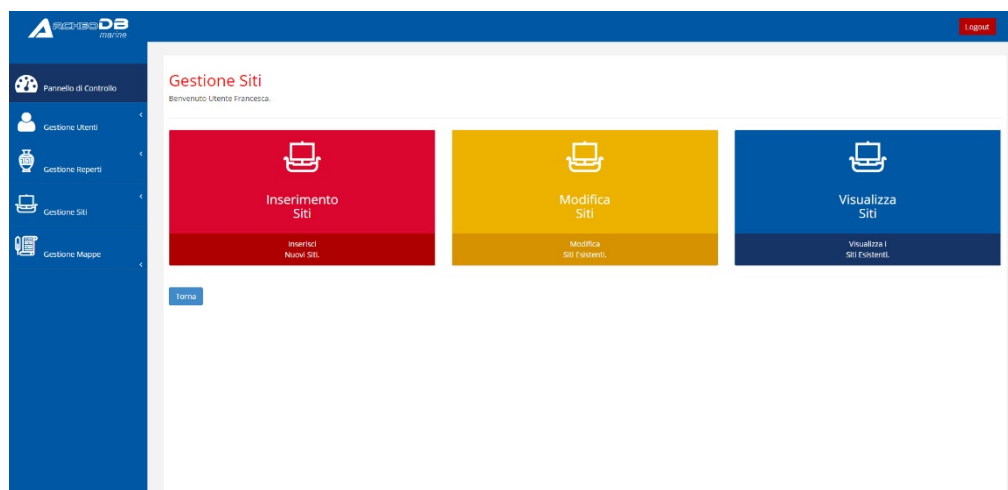 ARCHEODB
marine
Logout
Pannello di Controllo
Gestione Utenti
Gestione Reperti
Gestione Siti
Gestione Mappe
Gestione Siti
Benvenuto Utente Francesca.
Inserimento
Siti
Inserisci
Nuovi Siti.
Modifica
Siti
Modifica
Siti Esistenti.
Visualizza
Siti
Visualizza i
Siti Esistenti.
Torna